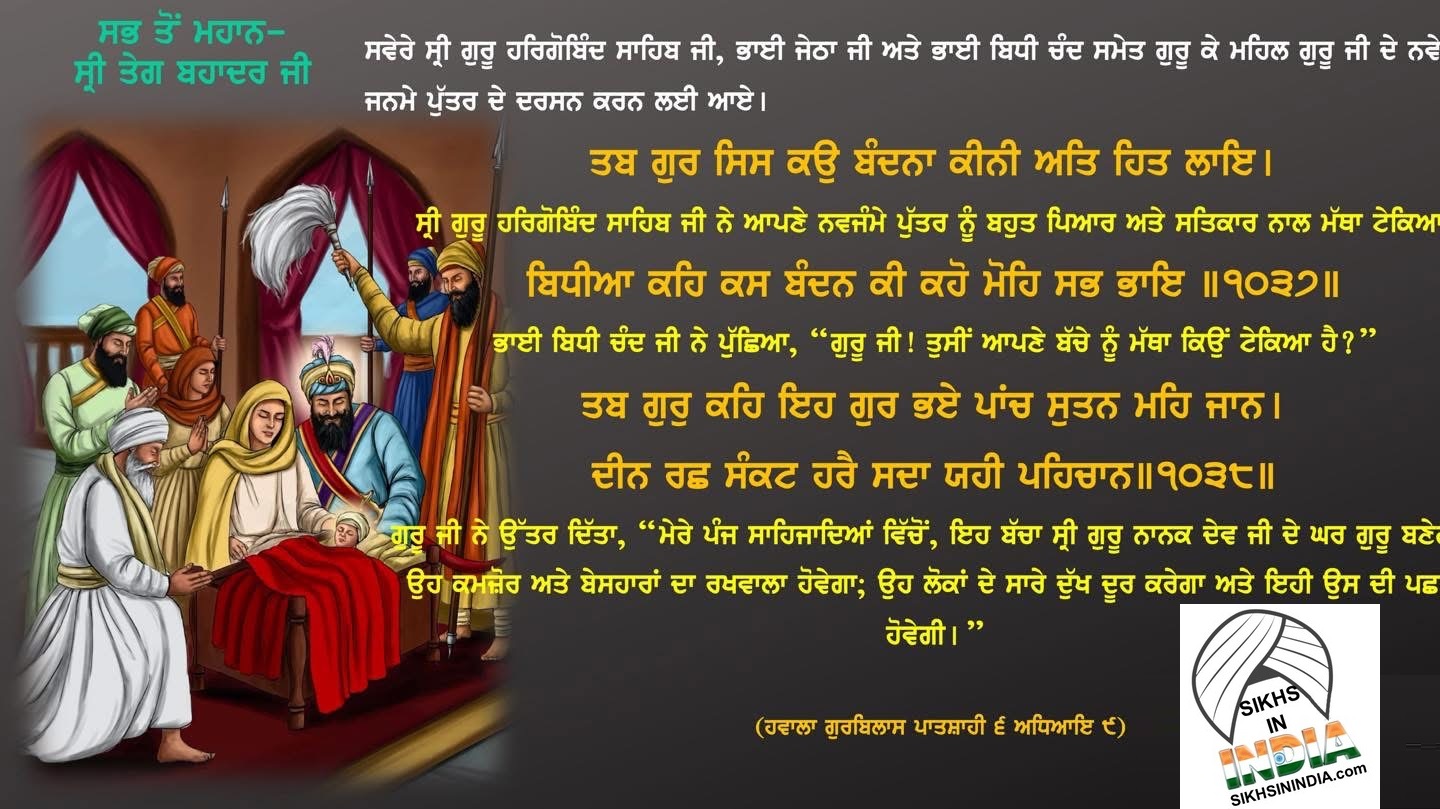 ਸਭ ਤੋਂ ਮਹਾਨ-
ਸ੍ਰੀ ਤੇਗ ਬਹਾਦਰ ਜੀ
ਸਵੇਰੇ ਸ੍ਰੀ ਗੁਰੂ ਹਰਿਗੋਬਿੰਦ ਸਾਹਿਬ ਜੀ, ਭਾਈ ਜੇਠਾ ਜੀ ਅਤੇ ਭਾਈ ਬਿਧੀ ਚੰਦ ਸਮੇਤ ਗੁਰੂ ਕੇ ਮਹਿਲ ਗੁਰੂ ਜੀ ਦੇ ਨਵੇਂ
ਜਨਮੇ ਪੁੱਤਰ ਦੇ ਦਰਸਨ ਕਰਨ ਲਈ ਆਏ।
ਤਬ ਗੁਰ ਸਿਸ ਕਉ ਬੰਦਨਾ ਕੀਨੀ ਅਤਿ ਹਿਤ ਲਾਇ।
ਸ੍ਰੀ ਗੁਰੂ ਹਰਿਗੋਬਿੰਦ ਸਾਹਿਬ ਜੀ ਨੇ ਆਪਣੇ ਨਵਜੰਮੇ ਪੁੱਤਰ ਨੂੰ ਬਹੁਤ ਪਿਆਰ ਅਤੇ ਸਤਿਕਾਰ ਨਾਲ ਮੱਥਾ ਟੇਕਿਆ
ਬਿਧੀਆ ਕਹਿ ਕਸ ਬੰਦਨ ਕੀ ਕਹੋ ਮੋਹਿ ਸਭ ਭਾਇ ॥੧੦੩੭॥
ਭਾਈ ਬਿਧੀ ਚੰਦ ਜੀ ਨੇ ਪੁੱਛਿਆ, “ਗੁਰੂ ਜੀ! ਤੁਸੀਂ ਆਪਣੇ ਬੱਚੇ ਨੂੰ ਮੱਥਾ ਕਿਉਂ ਟੇਕਿਆ ਹੈ?”
ਤਬ ਗੁਰੁ ਕਹਿ ਇਹ ਗੁਰ ਭਏ ਪਾਂਚ ਸੁਤਨ ਮਹਿ ਜਾਨ।
ਦੀਨ ਰਛ ਸੰਕਟ ਹਰੈ ਸਦਾ ਯਹੀ ਪਹਿਚਾਨ॥੧੦੩੮॥
ਗੁਰੂ ਜੀ ਨੇ ਉੱਤਰ ਦਿੱਤਾ, “ਮੇਰੇ ਪੰਜ ਸਾਹਿਜਾਦਿਆਂ ਵਿੱਚੋਂ, ਇਹ ਬੱਚਾ ਸ੍ਰੀ ਗੁਰੂ ਨਾਨਕ ਦੇਵ ਜੀ ਦੇ ਘਰ ਗੁਰੂ
ਉਹ ਕਮਜ਼ੋਰ ਅਤੇ ਬੇਸਹਾਰਾਂ ਦਾ ਰਖਵਾਲਾ ਹੋਵੇਗਾ; ਉਹ ਲੋਕਾਂ ਦੇ ਸਾਰੇ ਦੁੱਖ ਦੂਰ ਕਰੇਗਾ ਅਤੇ ਇਹੀ ਉਸ ਦੀ
ਹੋਵੇਗੀ।”
(ਹਵਾਲਾ ਗੁਰਬਿਲਾਸ ਪਾਤਸ਼ਾਹੀ ੬ ਅਧਿਆਇ ੯)
SIKHS
IN
INDIA
SIKHSININDIA.com